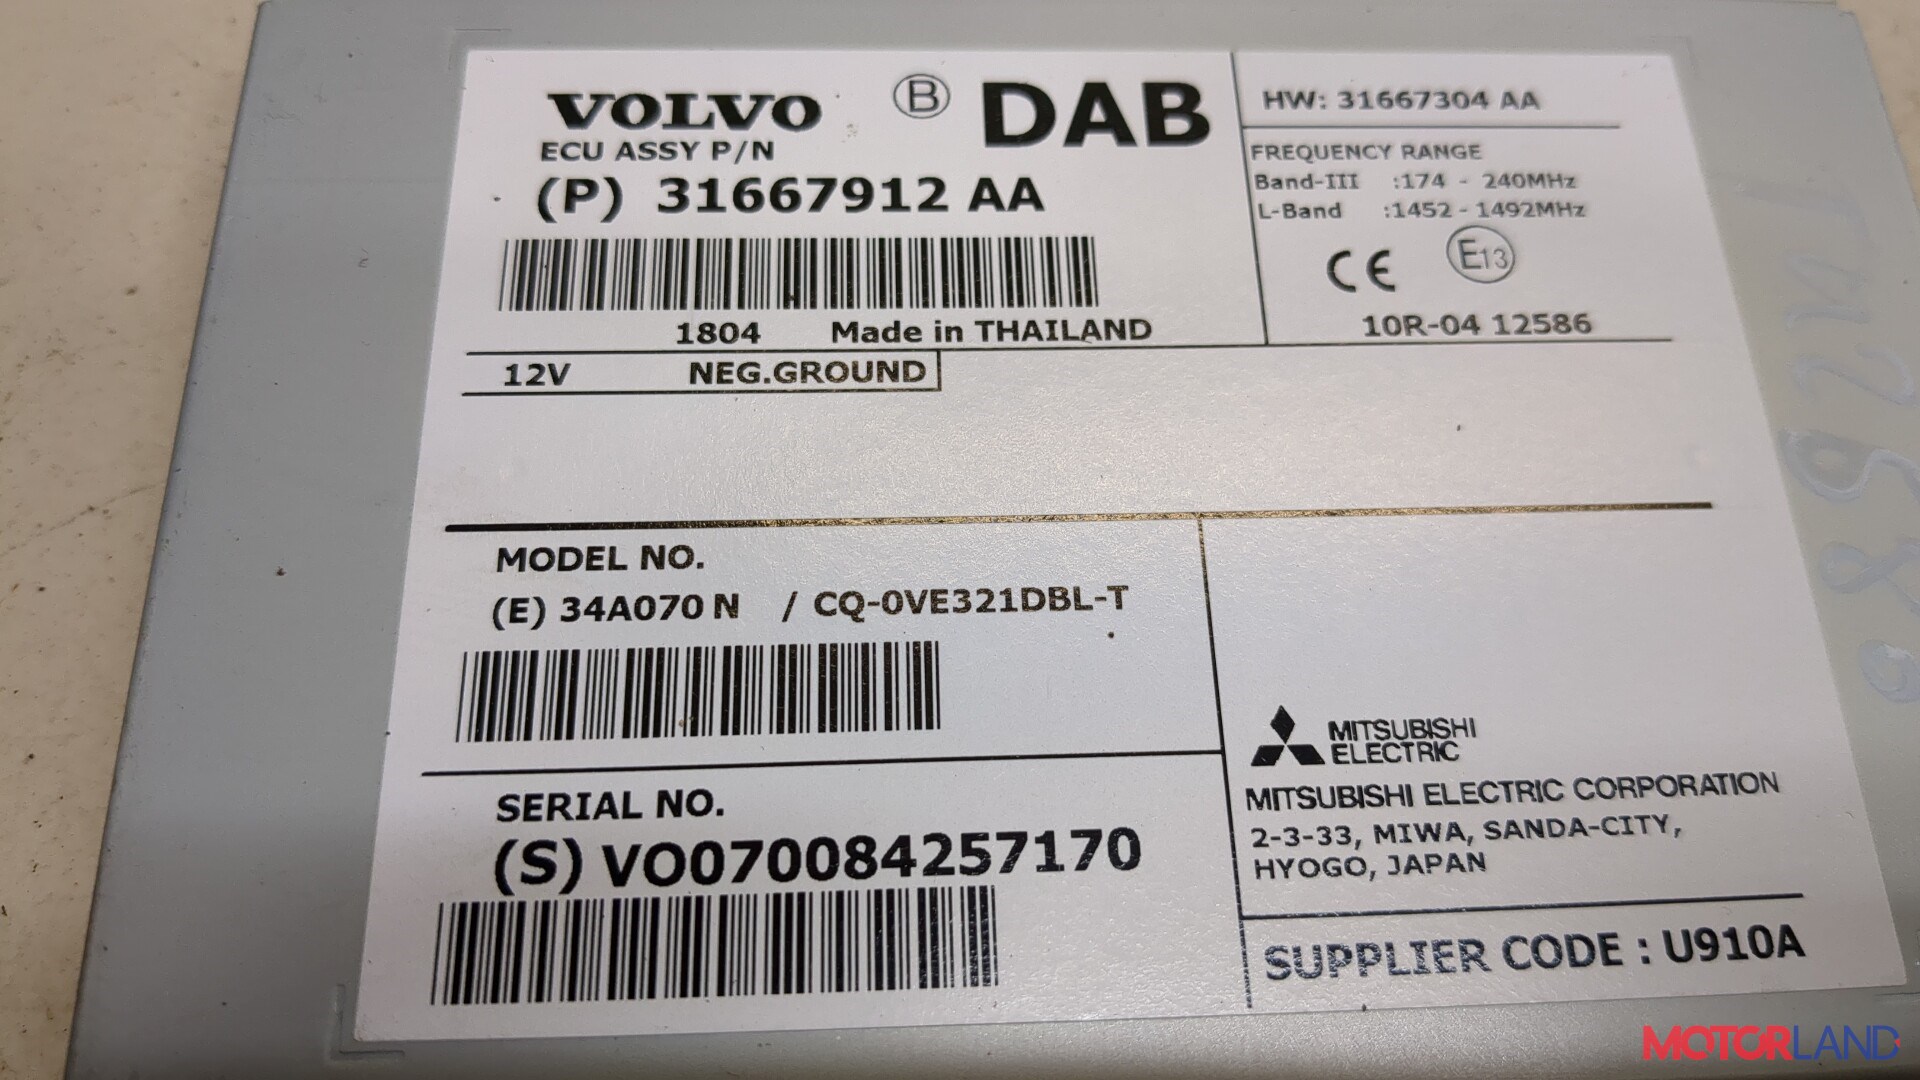 VOLVO B DAB
ECU ASSY P/N
(P) 31667912 AA
1804 Made in THAILAND
12V NEG.GROUND
HW: 31667304 AA
FREQUENCY RANGE
Band-III :174 - 240MHz
L-Band :1452 - 1492MHz
CE E13
10R-04 12586
MODEL NO.
(E) 34A070 N / CQ-0VE321DBL-T
SERIAL NO.
(S) VO070084257170
MITSUBISHI
ELECTRIC
MITSUBISHI ELECTRIC CORPORATION
2-3-33, MIWA, SANDA-CITY,
HYOGO, JAPAN
SUPPLIER CODE : U910A
MOTORLAND